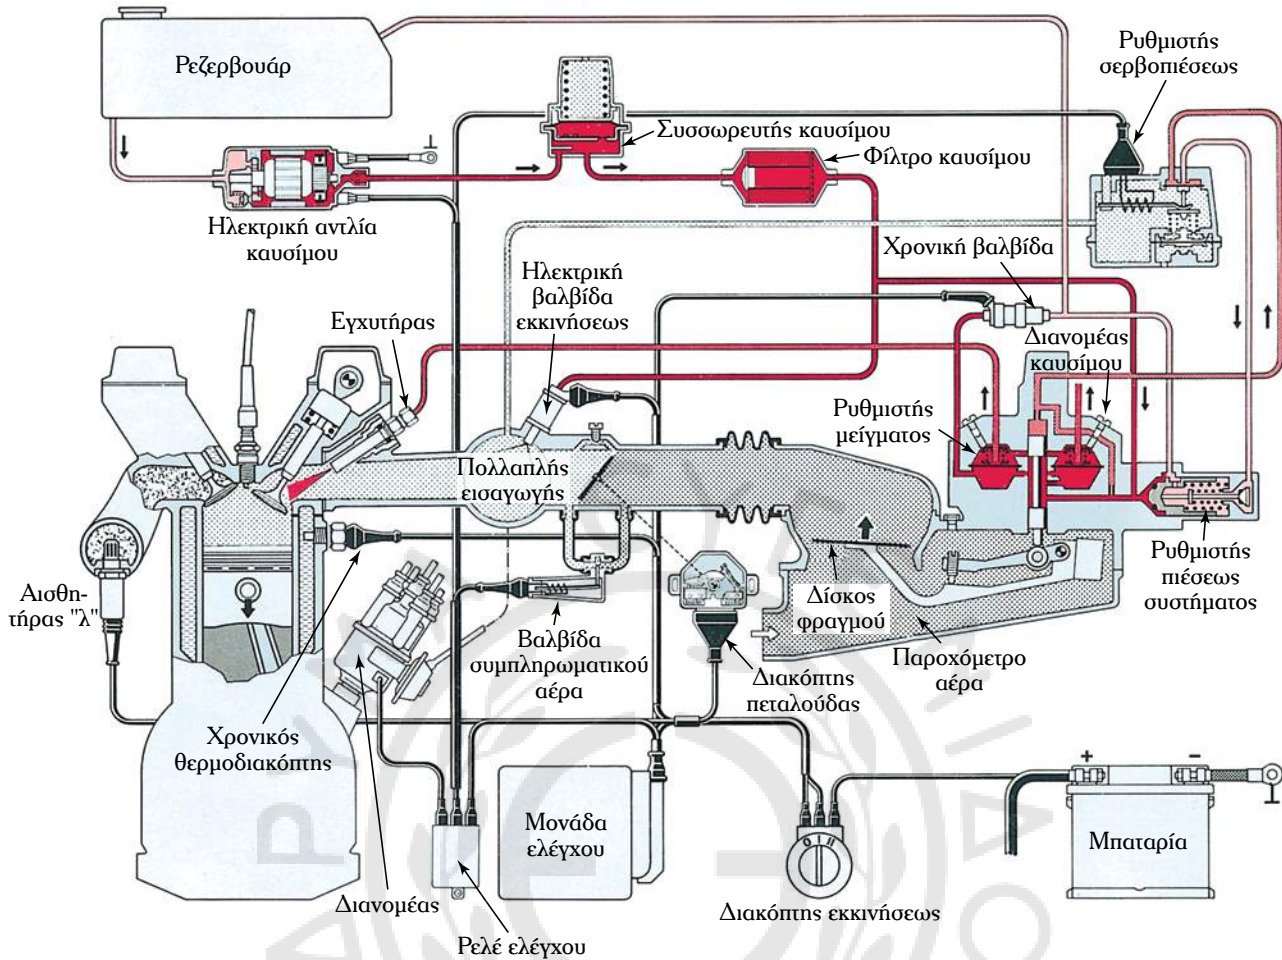 Ρεζερβουάρ
Ρυθμιστής
σερβοπιέσεως
Συσσωρευτής καυσίμου
Φίλτρο καυσίμου
Ηλεκτρική αντλία
καυσίμου
Ηλεκτρική
βαλβίδα
εκκινήσεως
Χρονική βαλβίδα
Εγχυτήρας
Διανομέας
καυσίμου
Ρυθμιστής
μείγματος
Πολλαπλής
εισαγωγής
Ρυθμιστής
πιέσεως
συστήματος
Αισθη-
τήρας "λ"
Δίσκος
φραγμού
Βαλβίδα
συμπληρωματικού
αέρα
Παροχόμετρο
αέρα
Διακόπτης
πεταλούδας
Χρονικός
θερμοδιακόπτης
+ -
Μονάδα
ελέγχου
Ο Ι ΙΙ
Μπαταρία
Διανομέας
Διακόπτης εκκινήσεως
Ρελέ ελέγχου